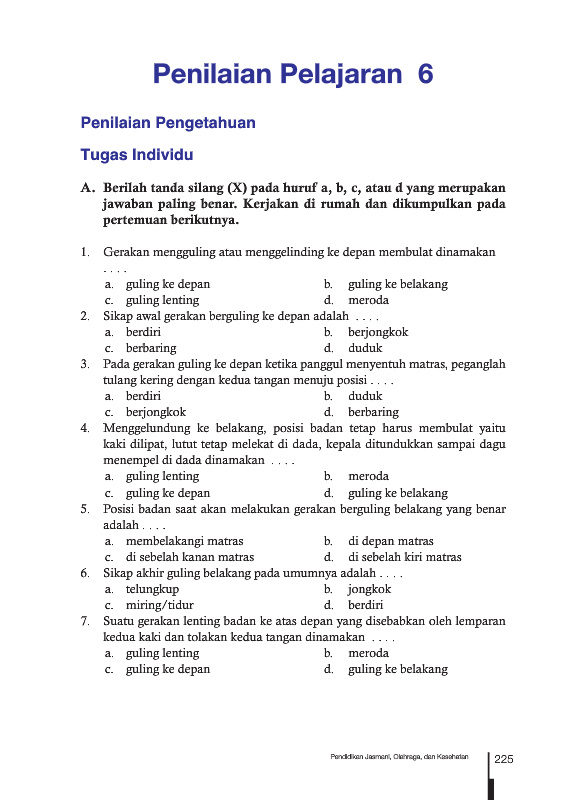 Penilaian Pelajaran 6
Penilaian Pengetahuan
Tugas Individu
A. Berilah tanda silang (X) pada huruf a, b, c, atau d yang merupakan
jawaban paling benar. Kerjakan di rumah dan dikumpulkan pada
pertemuan berikutnya.
1. Gerakan mengguling atau menggelinding ke depan membulat dinamakan
. . . .
a. guling ke depan b. guling ke belakang
c. guling lenting d. meroda
2. Sikap awal gerakan berguling ke depan adalah . . . .
a. berdiri b. berjongkok
c. berbaring d. duduk
3. Pada gerakan guling ke depan ketika panggul menyentuh matras, peganglah
tulang kering dengan kedua tangan menuju posisi . . . .
a. berdiri b. duduk
c. berjongkok d. berbaring
4. Menggelundung ke belakang, posisi badan tetap harus membulat yaitu
kaki dilipat, lutut tetap melekat di dada, kepala ditundukkan sampai dagu
menempel di dada dinamakan . . . .
a. guling lenting b. meroda
c. guling ke depan d. guling ke belakang
5. Posisi badan saat akan melakukan gerakan berguling belakang yang benar
adalah . . . .
a. membelakangi matras b. di depan matras
c. di sebelah kanan matras d. di sebelah kiri matras
6. Sikap akhir guling belakang pada umumnya adalah . . . .
a. telungkup b. jongkok
c. miring/tidur d. berdiri
7. Suatu gerakan lenting badan ke atas depan yang disebabkan oleh lemparan
kedua kaki dan tolakan kedua tangan dinamakan . . . .
a. guling lenting b. meroda
c. guling ke depan d. guling ke belakang
Pendidikan Jasmani, Olehraga, dan Kesehatan 225